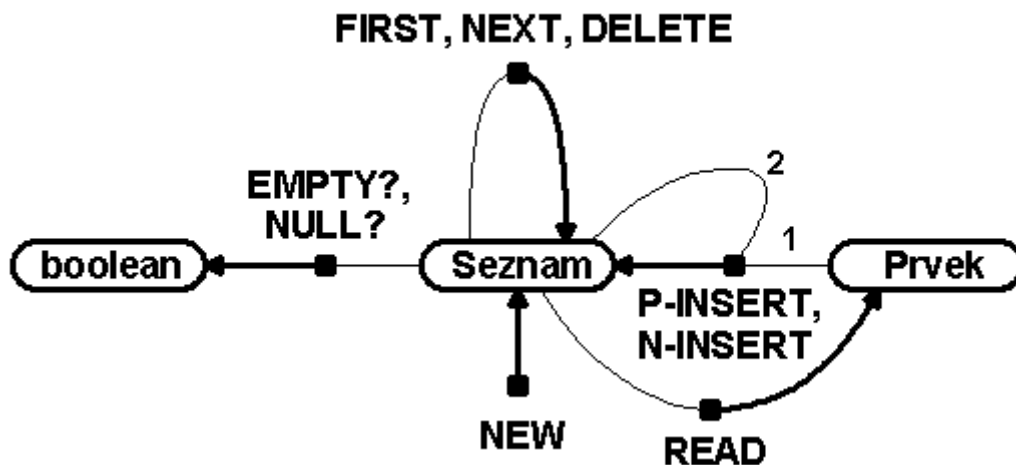 FIRST, NEXT, DELETE
2
EMPTY?,
NULL?
1
boolean
Seznam
Prvek
P-INSERT,
N-INSERT
NEW
READ